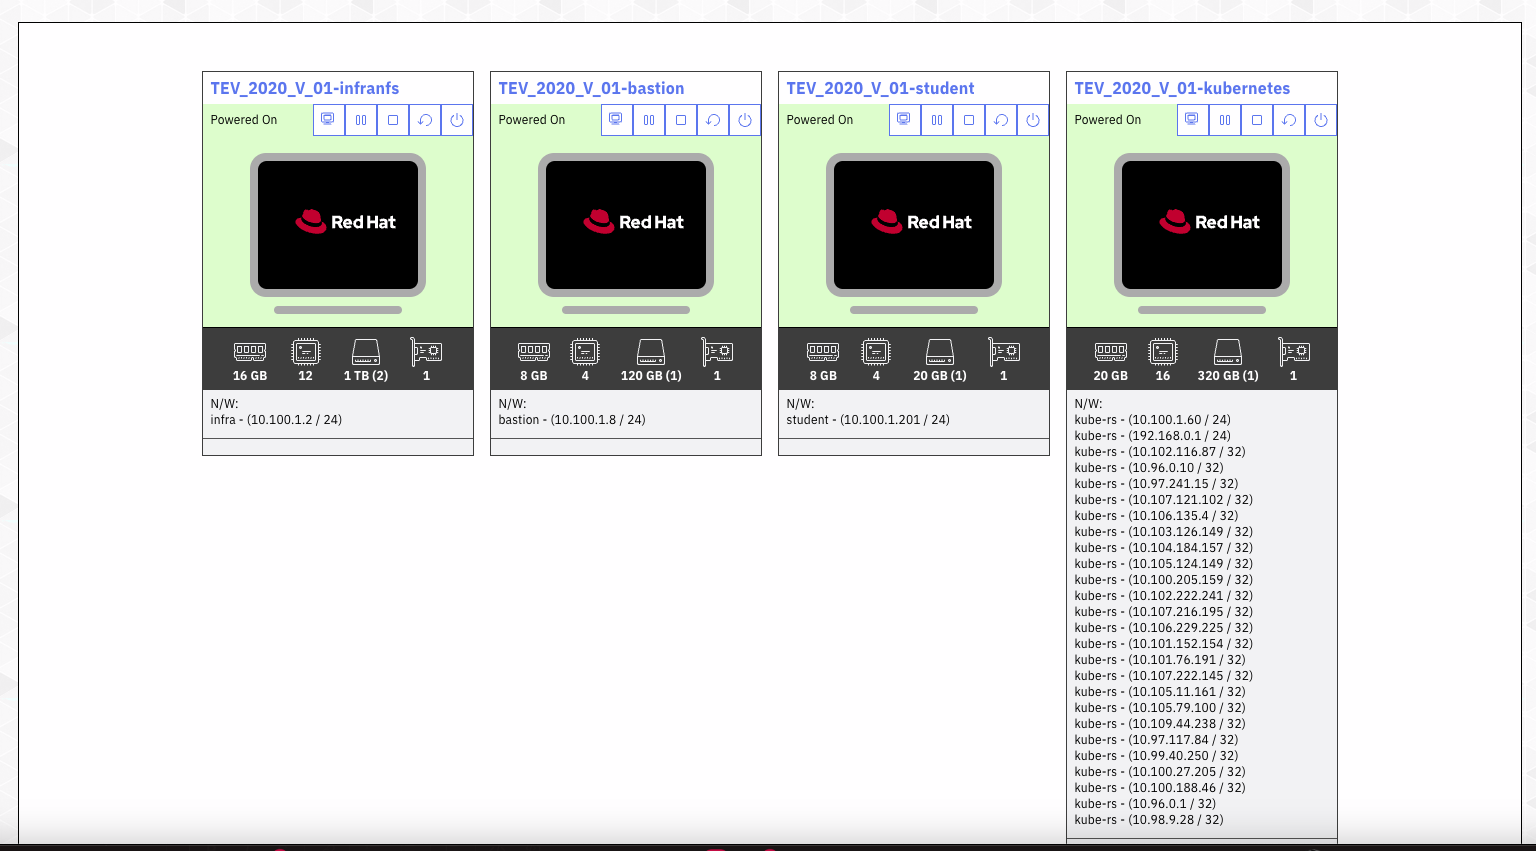 TEV_2020_V_01-infranfs
Powered On
Red Hat
16 GB
12
1 TB (2)
1
N/W:
infra - (10.100.1.2 / 24)
TEV_2020_V_01-bastion
Powered On
Red Hat
8 GB
4
120 GB (1)
1
N/W:
bastion - (10.100.1.8 / 24)
TEV_2020_V_01-student
Powered On
Red Hat
8 GB
4
20 GB (1)
1
N/W:
student - (10.100.1.201 / 24)
TEV_2020_V_01-kubernetes
Powered On
Red Hat
20 GB
16
320 GB (1)
1
N/W:
kube-rs - (10.100.1.60 / 24)
kube-rs - (192.168.0.1 / 24)
kube-rs - (10.102.116.87 / 32)
kube-rs - (10.96.0.10 / 32)
kube-rs - (10.97.241.15 / 32)
kube-rs - (10.107.121.102 / 32)
kube-rs - (10.106.135.4 / 32)
kube-rs - (10.103.126.149 / 32)
kube-rs - (10.104.184.157 / 32)
kube-rs - (10.105.124.149 / 32)
kube-rs - (10.100.205.159 / 32)
kube-rs - (10.102.222.241 / 32)
kube-rs - (10.107.216.195 / 32)
kube-rs - (10.106.229.225 / 32)
kube-rs - (10.101.152.154 / 32)
kube-rs - (10.101.76.191 / 32)
kube-rs - (10.107.222.145 / 32)
kube-rs - (10.105.11.161 / 32)
kube-rs - (10.105.79.100 / 32)
kube-rs - (10.109.44.238 / 32)
kube-rs - (10.97.117.84 / 32)
kube-rs - (10.99.40.250 / 32)
kube-rs - (10.100.27.205 / 32)
kube-rs - (10.100.188.46 / 32)
kube-rs - (10.96.0.1 / 32)
kube-rs - (10.98.9.28 / 32)